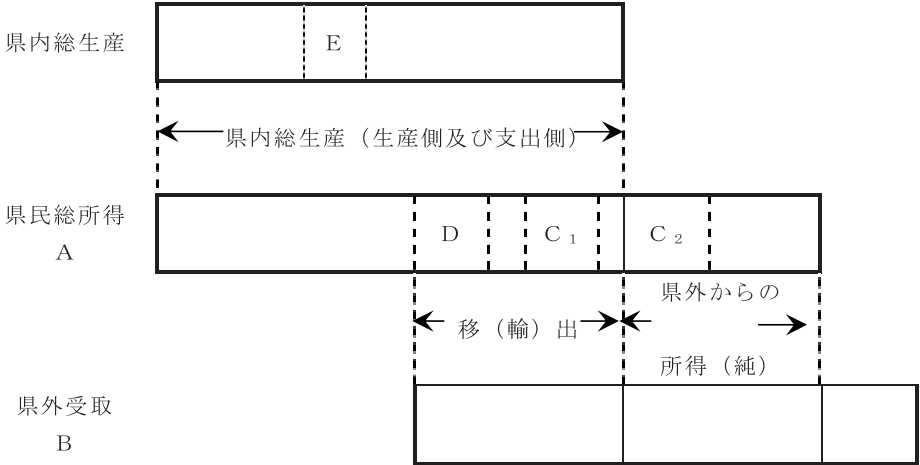 県内総生産
E
県内総生産（生産側及び支出側）
県民総所得
A
D
C₁
C₂
県外からの
移（輸）出
所得（純）
県外受取
B